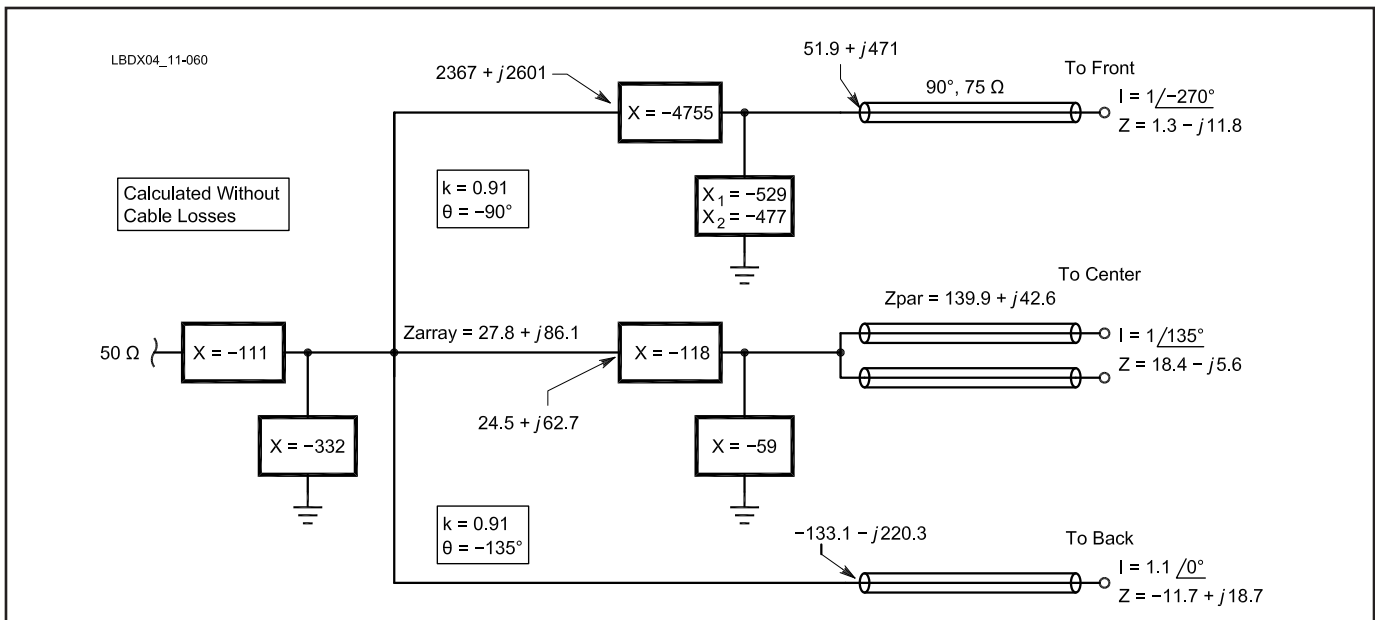 LBDX04_11-060
51.9 + j471
To Front
2367 + j2601
90°, 75 Ω
I = 1/−270°
X = −4755
Z = 1.3 − j11.8
Calculated Without
Cable Losses
k = 0.91
θ = −90°
X1 = −529
X2 = −477
To Center
Zpar = 139.9 + j42.6
Zarray = 27.8 + j86.1
50 Ω
X = −111
X = −118
I = 1/135°
Z = 18.4 − j5.6
24.5 + j62.7
X = −332
X = −59
k = 0.91
θ = −135°
−133.1 − j220.3
To Back
I = 1.1 /0°
Z = −11.7 + j18.7